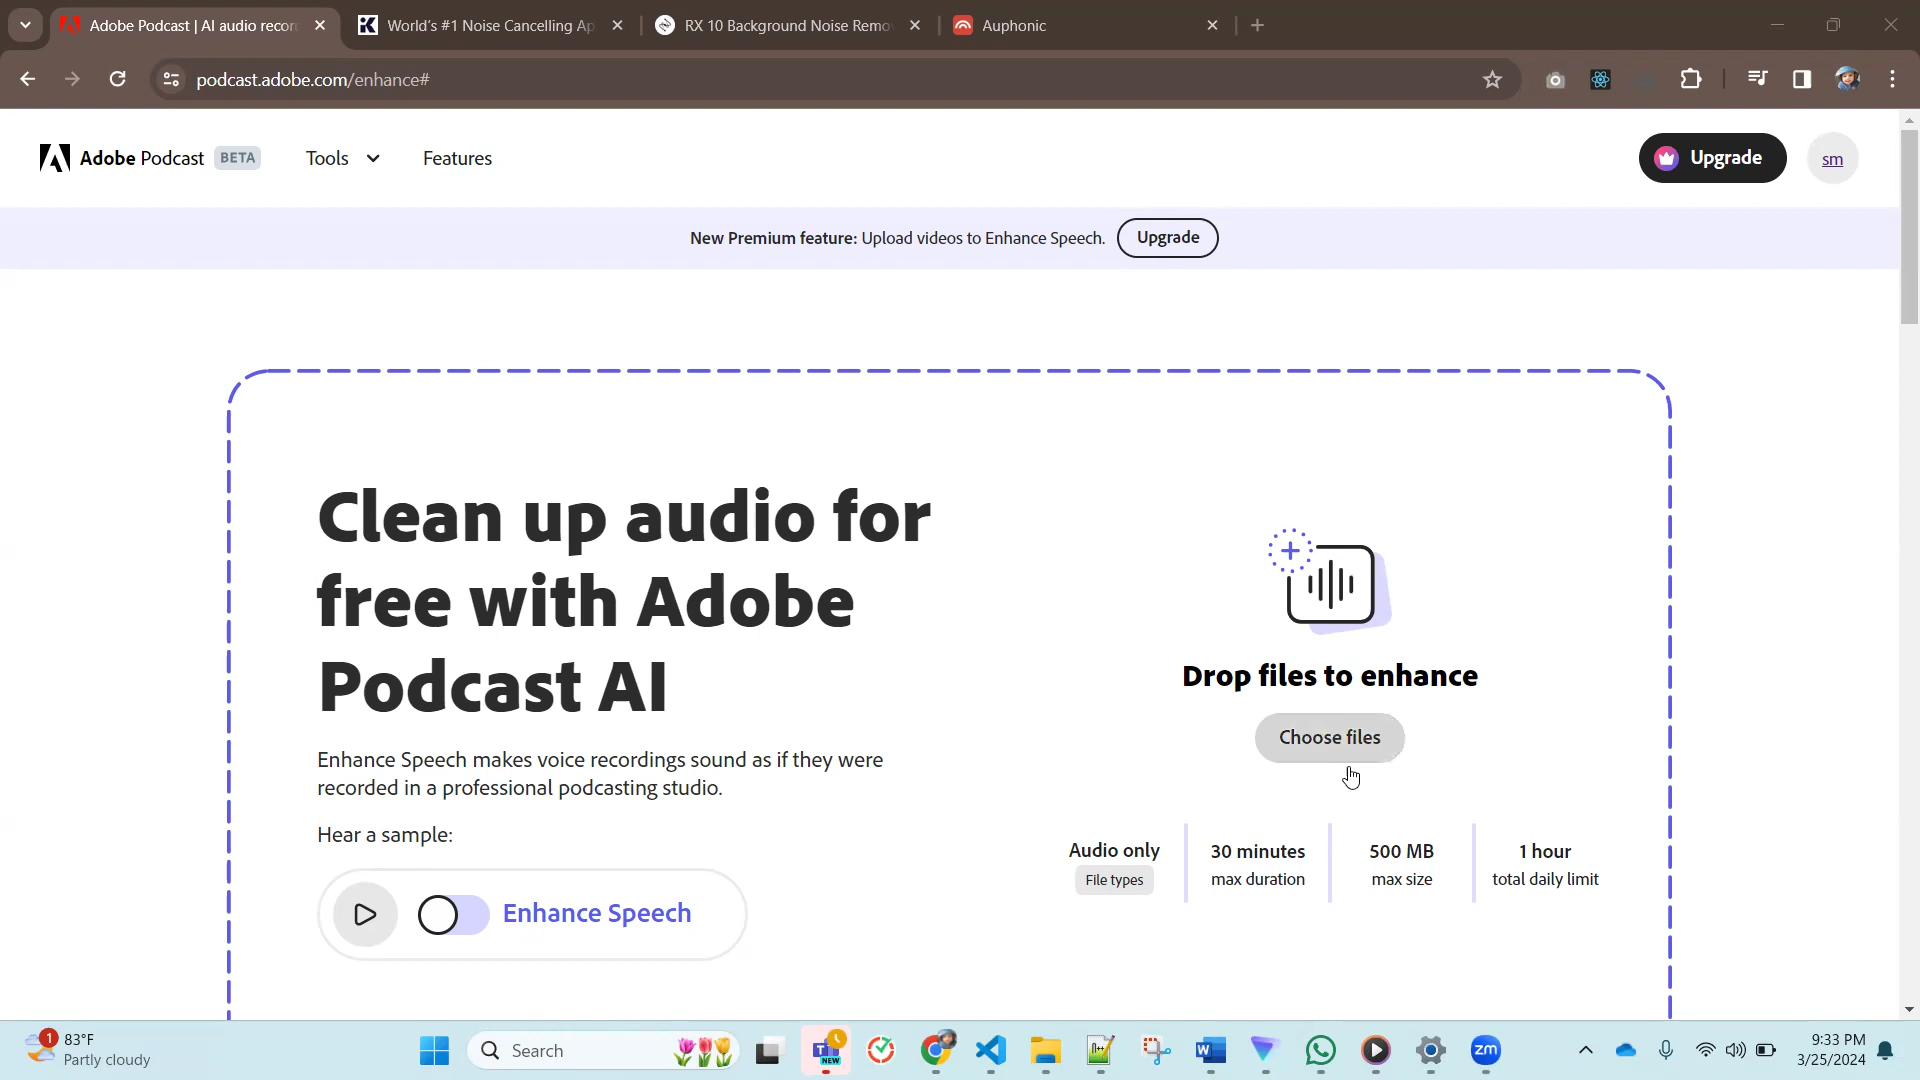 Adobe Podcast | AI audio recor
World's #1 Noise Cancelling Ap
RX 10 Background Noise Remo
Auphonic
podcast.adobe.com/enhance#
Adobe Podcast BETA
Tools
Features
Upgrade
sm
New Premium feature: Upload videos to Enhance Speech.
Upgrade
Clean up audio for
free with Adobe
Podcast AI
Enhance Speech makes voice recordings sound as if they were
recorded in a professional podcasting studio.
Hear a sample:
Enhance Speech
Drop files to enhance
Choose files
Audio only
File types
30 minutes
max duration
500 MB
max size
1 hour
total daily limit
1
83°F
Partly cloudy
Search
NEW
W
zm
9:33 PM
3/25/2024